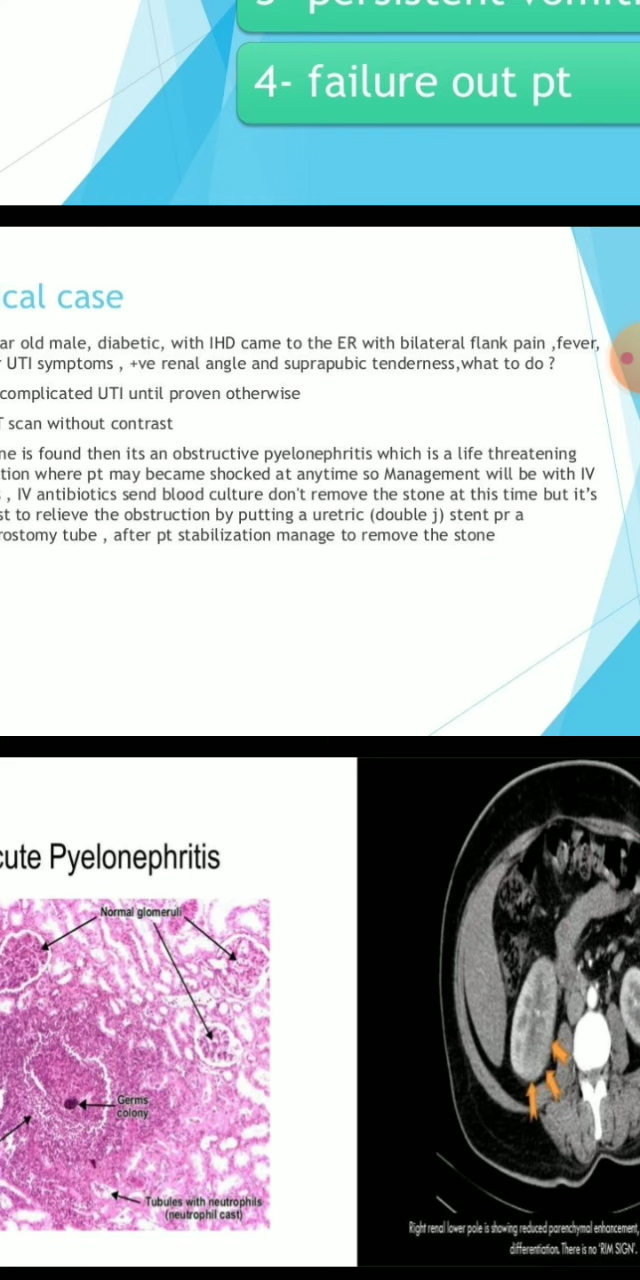 4- failure out pt
cal case
ar old male, diabetic, with IHD came to the ER with bilateral flank pain ,fever,
UTI symptoms , +ve renal angle and suprapubic tenderness,what to do ?
complicated UTI until proven otherwise
T scan without contrast
ne is found then its an obstructive pyelonephritis which is a life threatening
tion where pt may became shocked at anytime so Management will be with IV
, IV antibiotics send blood culture don't remove the stone at this time but it's
st to relieve the obstruction by putting a uretric (double j) stent pr a
rostomy tube , after pt stabilization manage to remove the stone
cute Pyelonephritis
Normal glomeruli
Germs
colony
Tubules with neutrophils
(neutrophil cast)
Right renal lower pole is showing reduced parenchymal enhancement,
differentiation. There is no 'RIM SIGN'.